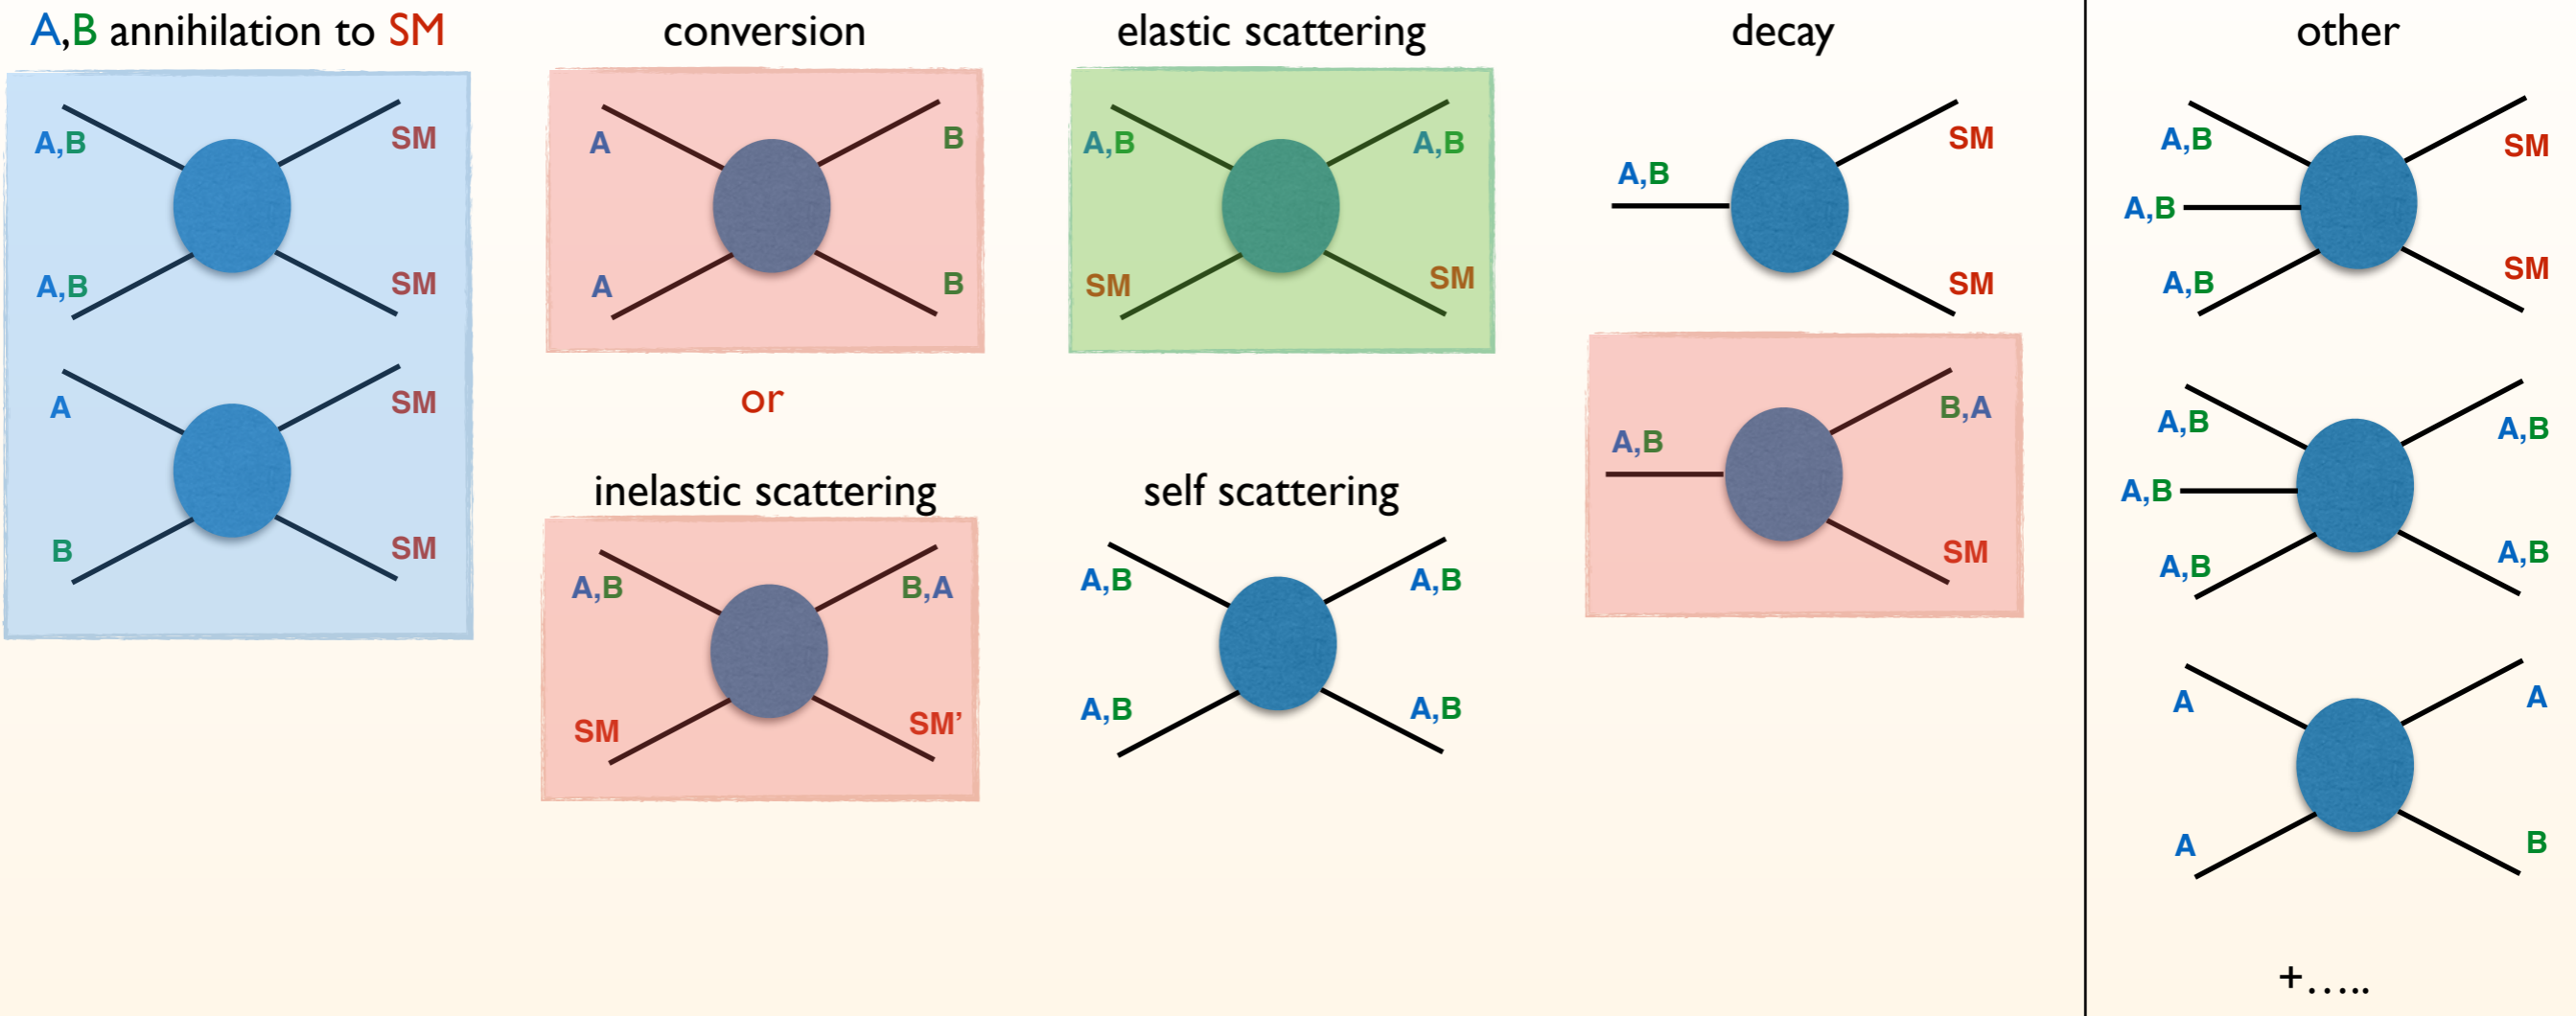 A,B annihilation to SM
A,B
SM
A,B
SM
A
SM
B
SM
conversion
A
B
A
B
or
inelastic scattering
A,B
B,A
SM
SM’
elastic scattering
A,B
A,B
SM
SM
self scattering
A,B
A,B
A,B
A,B
decay
A,B
SM
SM
A,B
B,A
SM
other
A,B
SM
A,B
A,B
SM
A,B
A,B
A,B
A,B
A,B
A
A
A
B
+.....